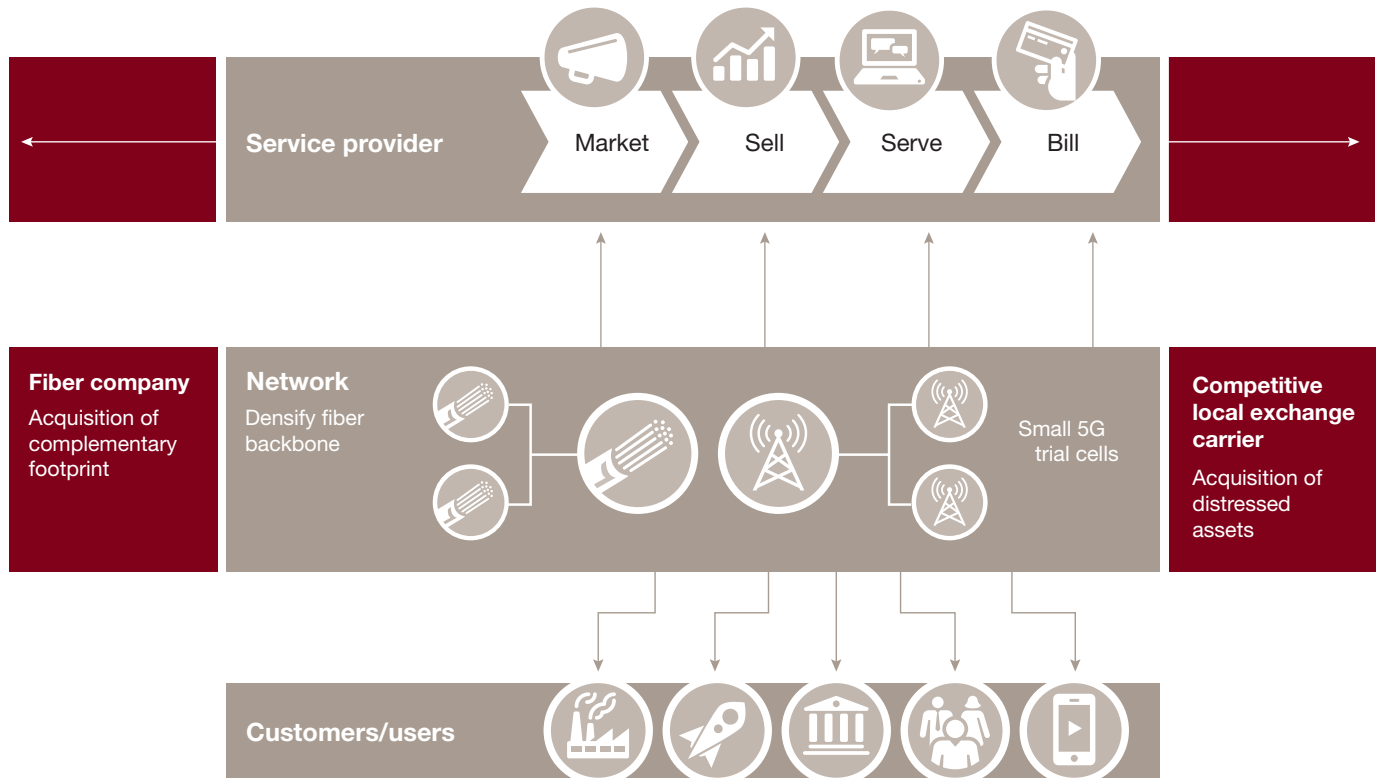 Service provider
Market
Sell
Serve
Bill
Fiber company
Acquisition of
complementary
footprint
Network
Densify fiber
backbone
Small 5G
trial cells
Competitive
local exchange
carrier
Acquisition of
distressed
assets
Customers/users